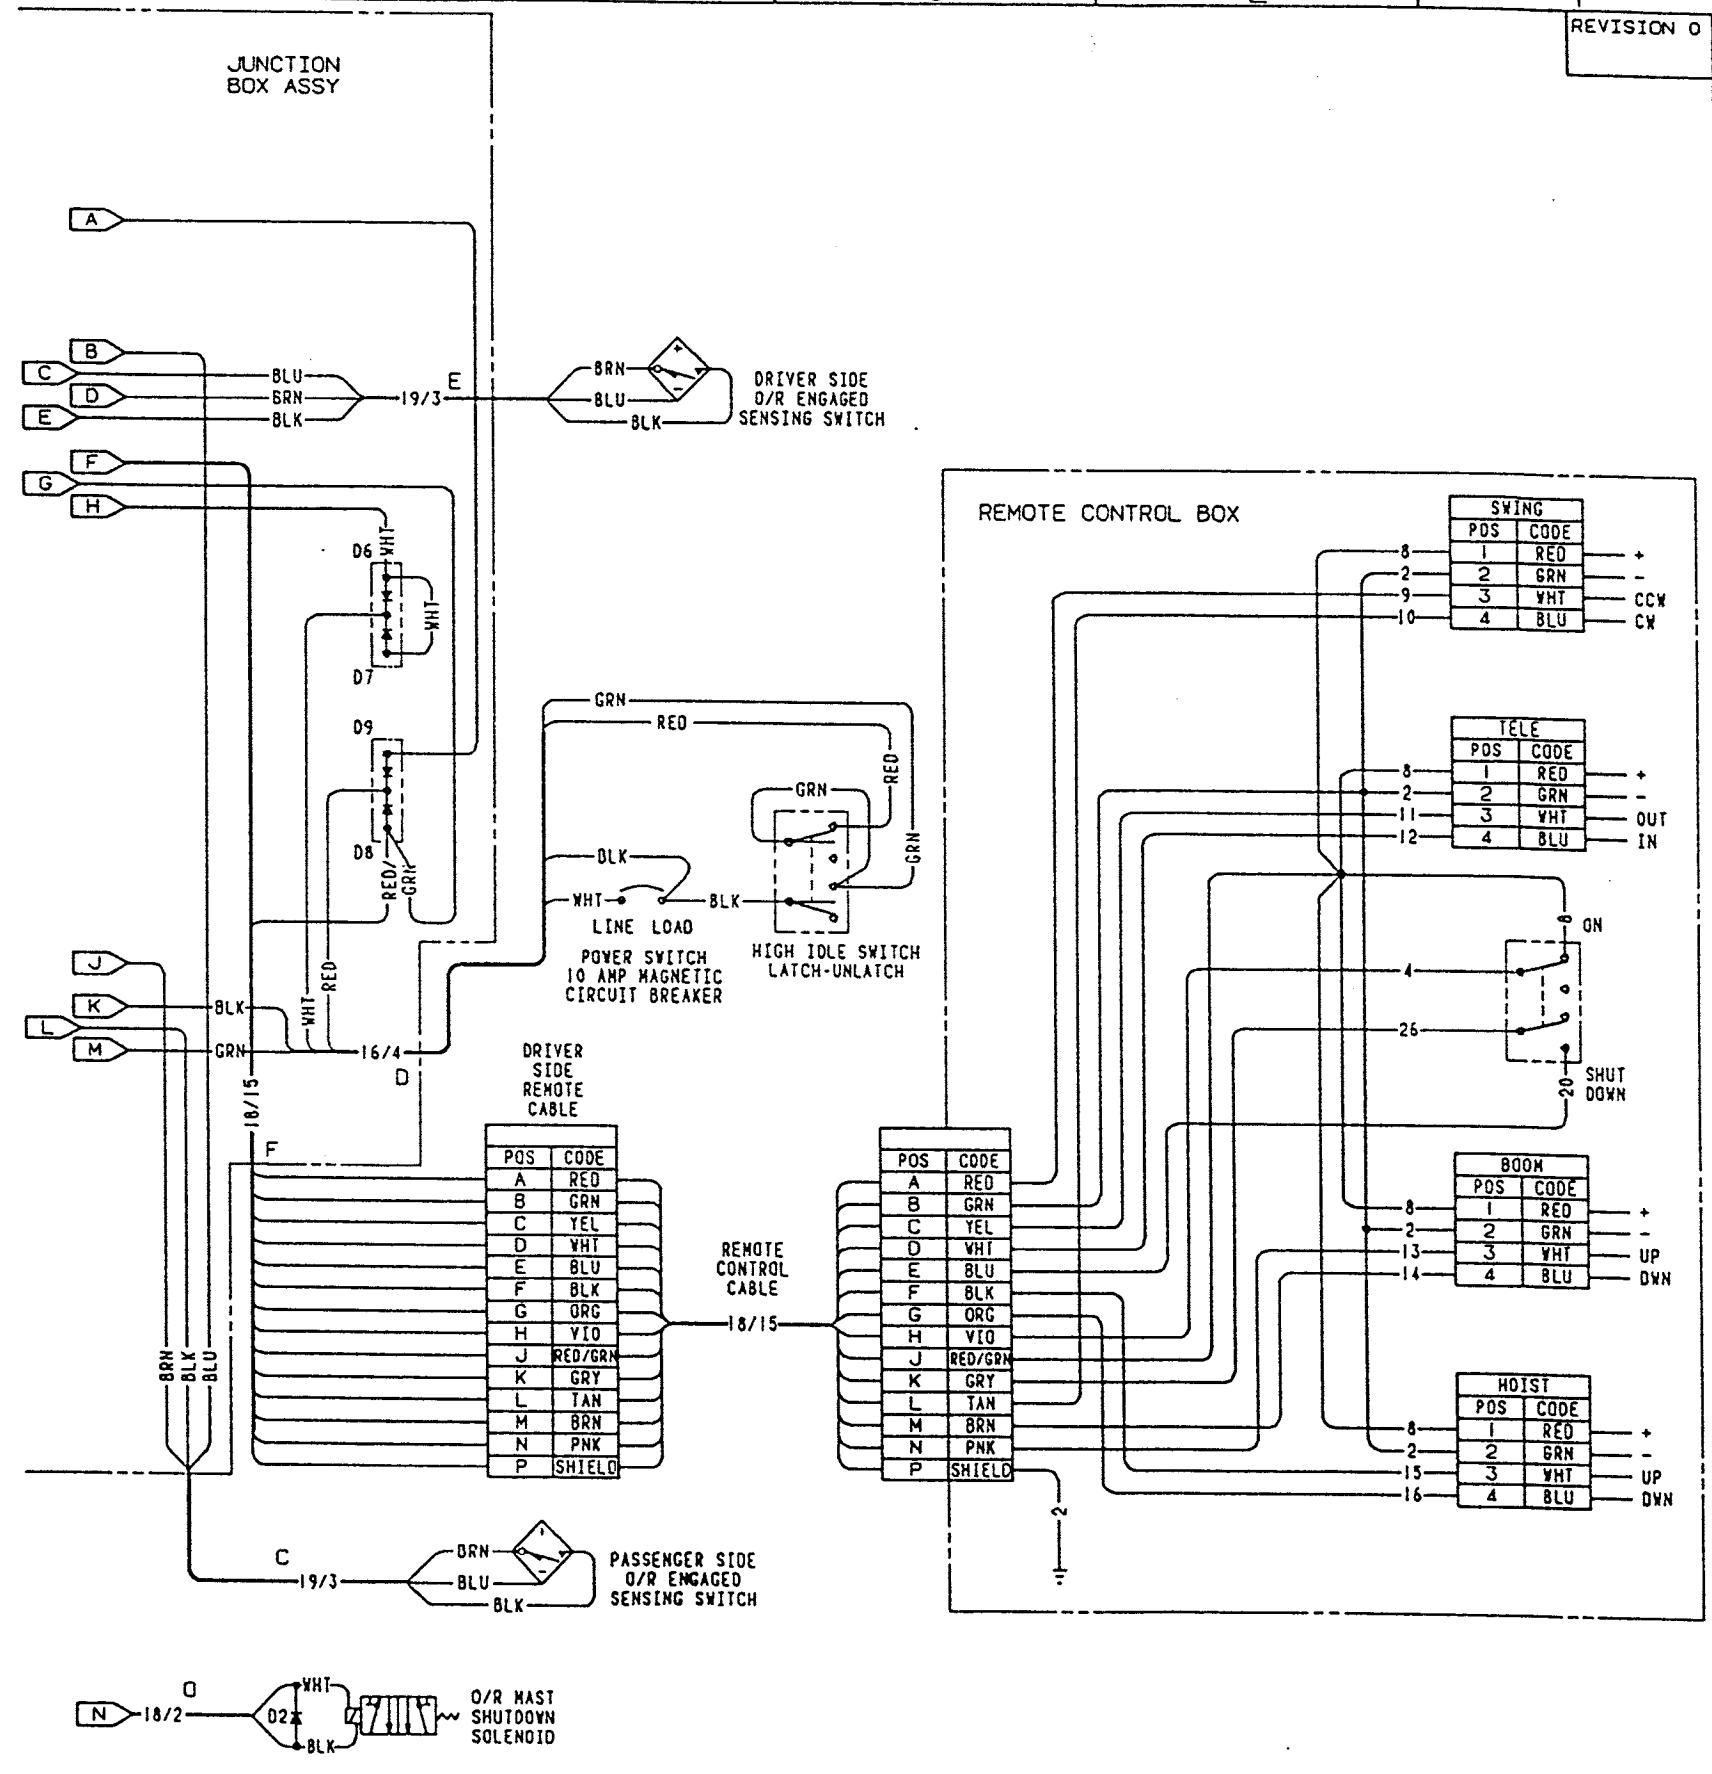 REVISION 0
JUNCTION
BOX ASSY
A
B
C
BLU
D
GRN
E
BLK
19/3
E
BRN
BLU
BLK
+
-
DRIVER SIDE
O/R ENGAGED
SENSING SWITCH
F
G
H
WHT
D6
WHT
D7
D9
D8
RED/
GRN
WHT
RED
GRN
RED
RED
GRN
GRN
BLK
WHT
BLK
LINE LOAD
POWER SWITCH
10 AMP MAGNETIC
CIRCUIT BREAKER
HIGH IDLE SWITCH
LATCH-UNLATCH
J
K
BLK
L
M
GRN
16/4
D
18/15
F
REMOTE CONTROL BOX
SWING
POS CODE
8 1 RED +
2 2 GRN -
9 3 WHT CCW
10 4 BLU CW
TELE
POS CODE
8 1 RED +
2 2 GRN -
11 3 WHT OUT
12 4 BLU IN
8
ON
4
26
20
SHUT
DOWN
BOOM
POS CODE
8 1 RED +
2 2 GRN -
13 3 WHT UP
14 4 BLU DWN
HOIST
POS CODE
8 1 RED +
2 2 GRN -
15 3 WHT UP
16 4 BLU DWN
DRIVER
SIDE
REMOTE
CABLE
POS CODE
A RED
B GRN
C YEL
D WHT
E BLU
F BLK
G ORG
H VIO
J RED/GRN
K GRY
L TAN
M BRN
N PNK
P SHIELD
REMOTE
CONTROL
CABLE
18/15
POS CODE
A RED
B GRN
C YEL
D WHT
E BLU
F BLK
G ORG
H VIO
J RED/GRN
K GRY
L TAN
M BRN
N PNK
P SHIELD
2
BRN
BLK
BLU
C
19/3
BRN
BLU
BLK
-
PASSENGER SIDE
O/R ENGAGED
SENSING SWITCH
N
18/2
O
WHT
D2
BLK
O/R MAST
SHUTDOWN
SOLENOID